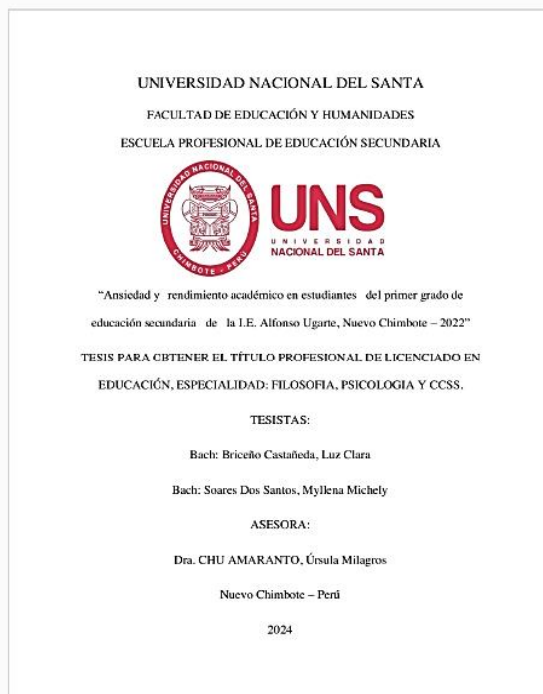 UNIVERSIDAD NACIONAL DEL SANTA
FACULTAD DE EDUCACIÓN Y HUMANIDADES
ESCUELA PROFESIONAL DE EDUCACIÓN SECUNDARIA
UNIVERSIDAD NACIONAL DEL SANTA
CHIMBOTE - PERÚ
UNS
UNIVERSIDAD
NACIONAL DEL SANTA
“Ansiedad y rendimiento académico en estudiantes del primer grado de
educación secundaria de la I.E. Alfonso Ugarte, Nuevo Chimbote – 2022”
TESIS PARA OBTENER EL TÍTULO PROFESIONAL DE LICENCIADO EN
EDUCACIÓN, ESPECIALIDAD: FILOSOFIA, PSICOLOGIA Y CCSS.
TESISTAS:
Bach: Briceño Castañeda, Luz Clara
Bach: Soares Dos Santos, Myllena Michely
ASESORA:
Dra. CHU AMARANTO, Úrsula Milagros
Nuevo Chimbote – Perú
2024